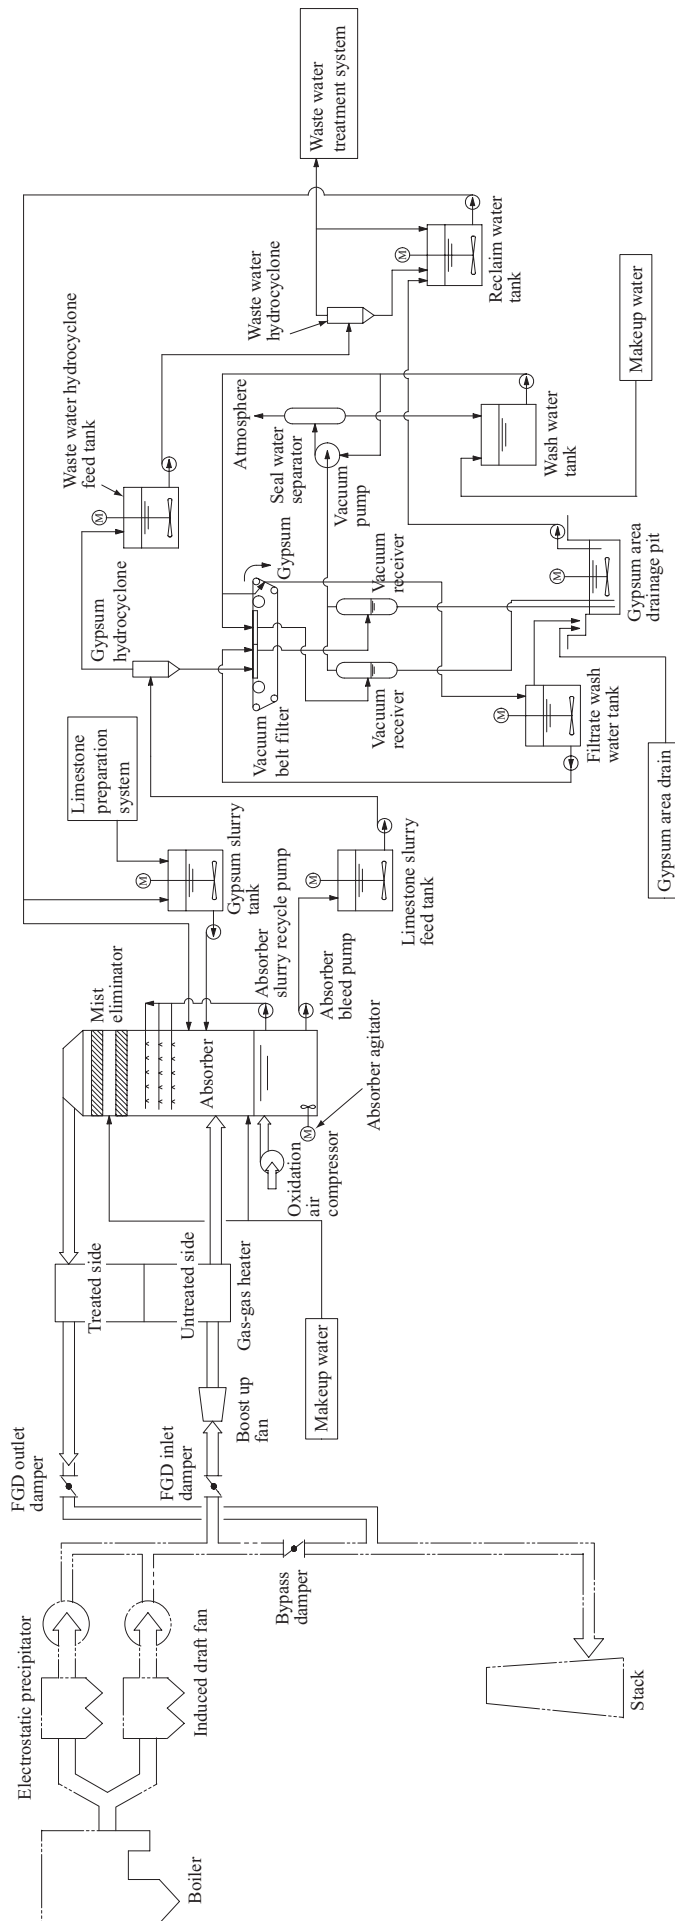 Boiler
Electrostatic precipitator
Induced draft fan
Stack
Bypass
damper
FGD outlet
damper
FGD inlet
damper
Boost up
fan
Makeup water
Treated side
Untreated side
Gas-gas heater
Mist
eliminator
Absorber
Oxidation
air
compressor
M
Absorber agitator
Absorber
slurry recycle pump
Absorber
bleed pump
Limestone
preparation
system
M
Gypsum slurry
tank
M
Limestone slurry
feed tank
Gypsum
hydrocyclone
Waste water hydrocyclone
feed tank
M
Vacuum
belt filter
Gypsum
Vacuum
receiver
Vacuum
receiver
Atmosphere
Seal water
separator
Vacuum
pump
M
Filtrate wash
water tank
M
Gypsum area
drainage pit
Gypsum area drain
Wash water
tank
Makeup water
Waste water
hydrocyclone
M
Reclaim water
tank
Waste water
treatment system